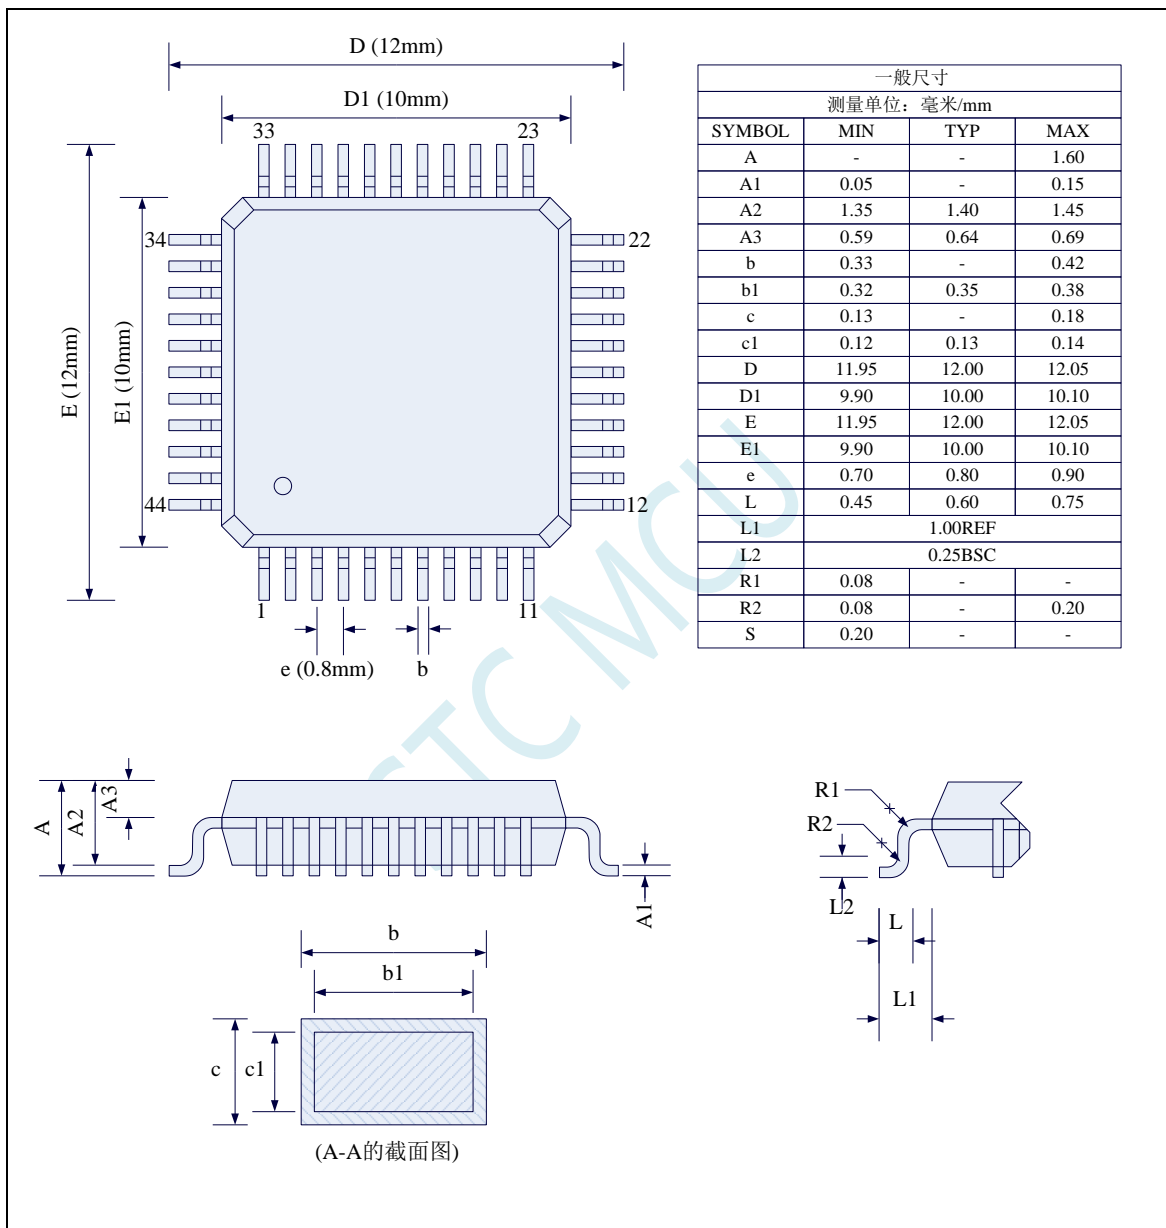 D (12mm)
D1 (10mm)
33
23
34
22
E (12mm)
E1 (10mm)
44
12
1
11
e (0.8mm)
b
一般尺寸
测量单位：毫米/mm
SYMBOL MIN TYP MAX
A - - 1.60
A1 0.05 - 0.15
A2 1.35 1.40 1.45
A3 0.59 0.64 0.69
b 0.33 - 0.42
b1 0.32 0.35 0.38
c 0.13 - 0.18
c1 0.12 0.13 0.14
D 11.95 12.00 12.05
D1 9.90 10.00 10.10
E 11.95 12.00 12.05
E1 9.90 10.00 10.10
e 0.70 0.80 0.90
L 0.45 0.60 0.75
L1 1.00REF
L2 0.25BSC
R1 0.08 - -
R2 0.08 - 0.20
S 0.20 - -
STC MCU
A
A2
A3
A1
R1
R2
L2
L
L1
b
b1
c
c1
(A-A的截面图)